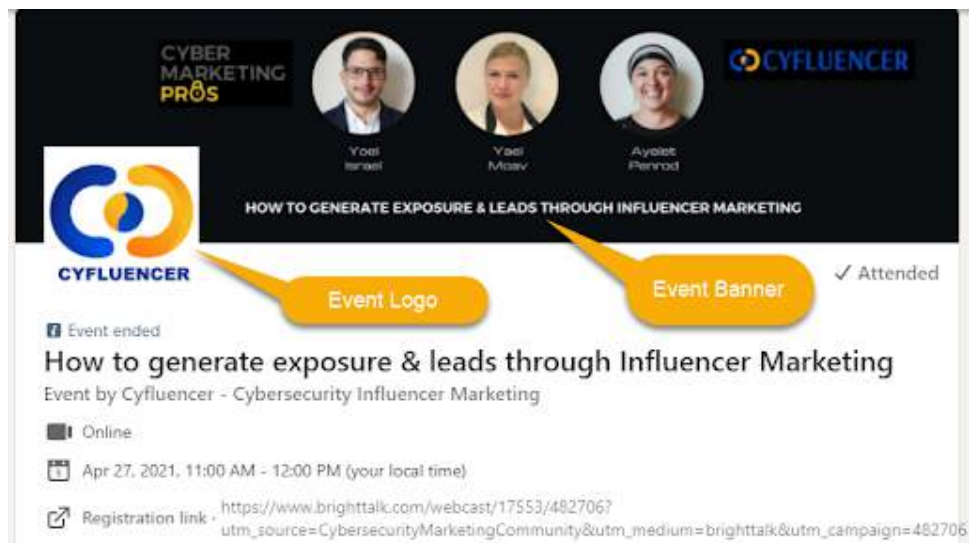 CYBER
MARKETING
PROS
CYFLUENCER
Yoel
Israel
Yael
Moav
Ayelet
Penrod
HOW TO GENERATE EXPOSURE & LEADS THROUGH INFLUENCER MARKETING
CYFLUENCER
Event Logo
Event Banner
✓ Attended
Event ended
How to generate exposure & leads through Influencer Marketing
Event by Cyfluencer - Cybersecurity Influencer Marketing
Online
Apr 27, 2021, 11:00 AM - 12:00 PM (your local time)
Registration link · https://www.brighttalk.com/webcast/17553/482706?
utm_source=CybersecurityMarketingCommunity&utm_medium=brighttalk&utm_campaign=482706